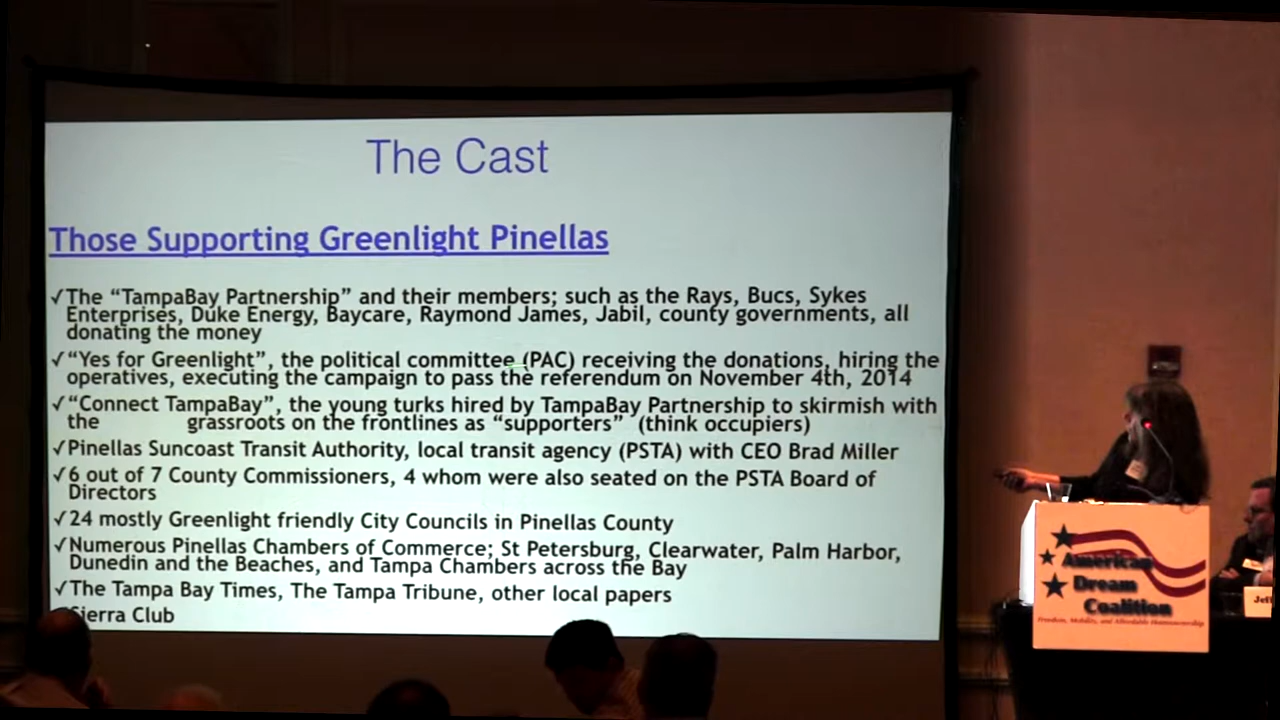 The Cast
Those Supporting Greenlight Pinellas
✓The “TampaBay Partnership” and their members; such as the Rays, Bucs, Sykes
Enterprises, Duke Energy, Baycare, Raymond James, Jabil, county governments, all
donating the money
✓“Yes for Greenlight”, the political committee (PAC) receiving the donations, hiring the
operatives, executing the campaign to pass the referendum on November 4th, 2014
✓“Connect TampaBay”, the young turks hired by TampaBay Partnership to skirmish with
the grassroots on the frontlines as “supporters” (think occupiers)
✓Pinellas Suncoast Transit Authority, local transit agency (PSTA) with CEO Brad Miller
✓6 out of 7 County Commissioners, 4 whom were also seated on the PSTA Board of
Directors
✓24 mostly Greenlight friendly City Councils in Pinellas County
✓Numerous Pinellas Chambers of Commerce; St Petersburg, Clearwater, Palm Harbor,
Dunedin and the Beaches, and Tampa Chambers across the Bay
✓The Tampa Bay Times, The Tampa Tribune, other local papers
Sierra Club
American
Dream
Coalition
Freedom, Mobility, and Affordable Homeownership